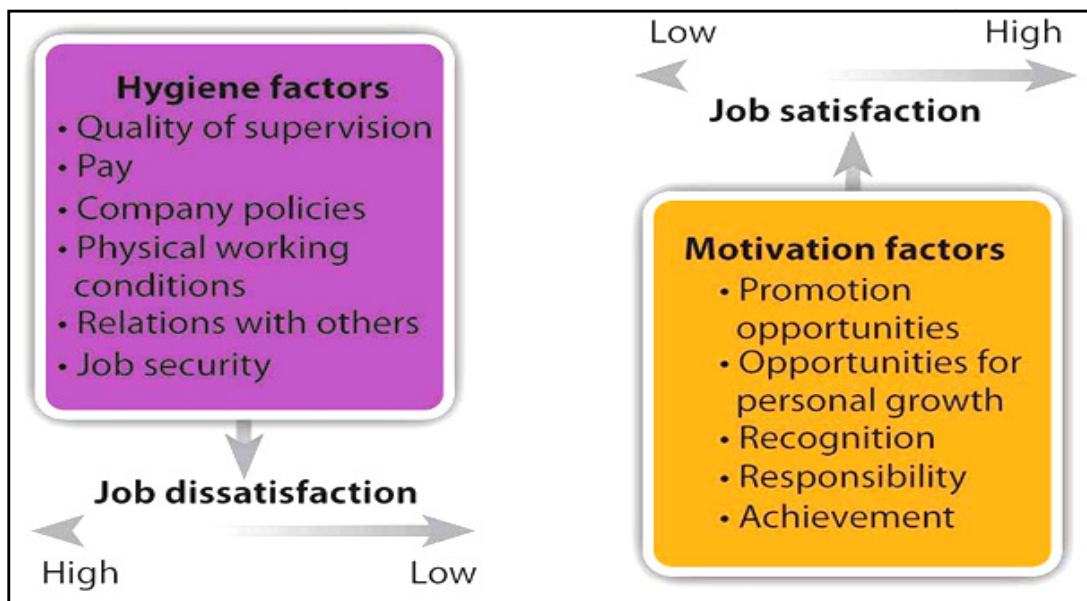 Hygiene factors
• Quality of supervision
• Pay
• Company policies
• Physical working
conditions
• Relations with others
• Job security
Job dissatisfaction
High Low
Low High
Job satisfaction
Motivation factors
• Promotion
opportunities
• Opportunities for
personal growth
• Recognition
• Responsibility
• Achievement